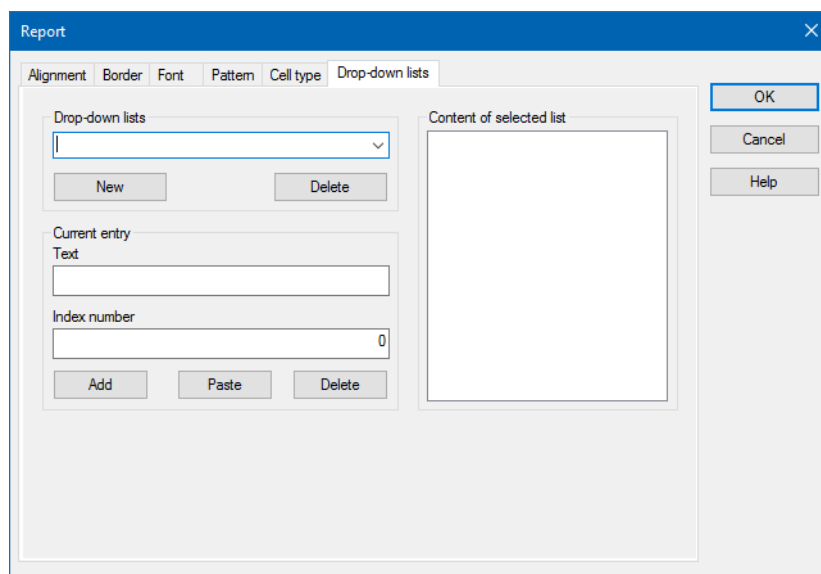 Report
Alignment Border Font Pattern Cell type Drop-down lists
Drop-down lists
New Delete
Current entry
Text
Index number
0
Add Paste Delete
Content of selected list
OK
Cancel
Help